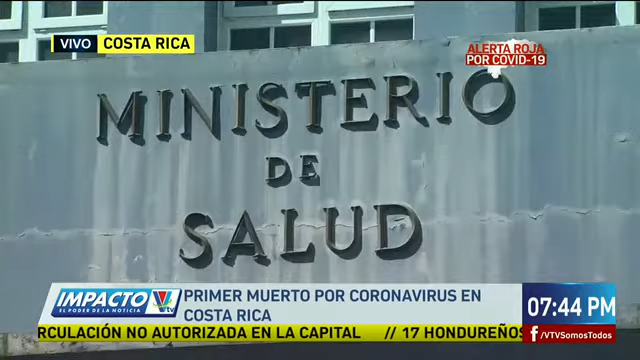 VIVO COSTA RICA
ALERTA ROJA
POR COVID-19
MINISTERIO
DE
SALUD
IMPACTO VTV
EL PODER DE LA NOTICIA
PRIMER MUERTO POR CORONAVIRUS EN
COSTA RICA
07:44 PM
RCULACIÓN NO AUTORIZADA EN LA CAPITAL // 17 HONDUREÑOS
f/VTVSomosTodos